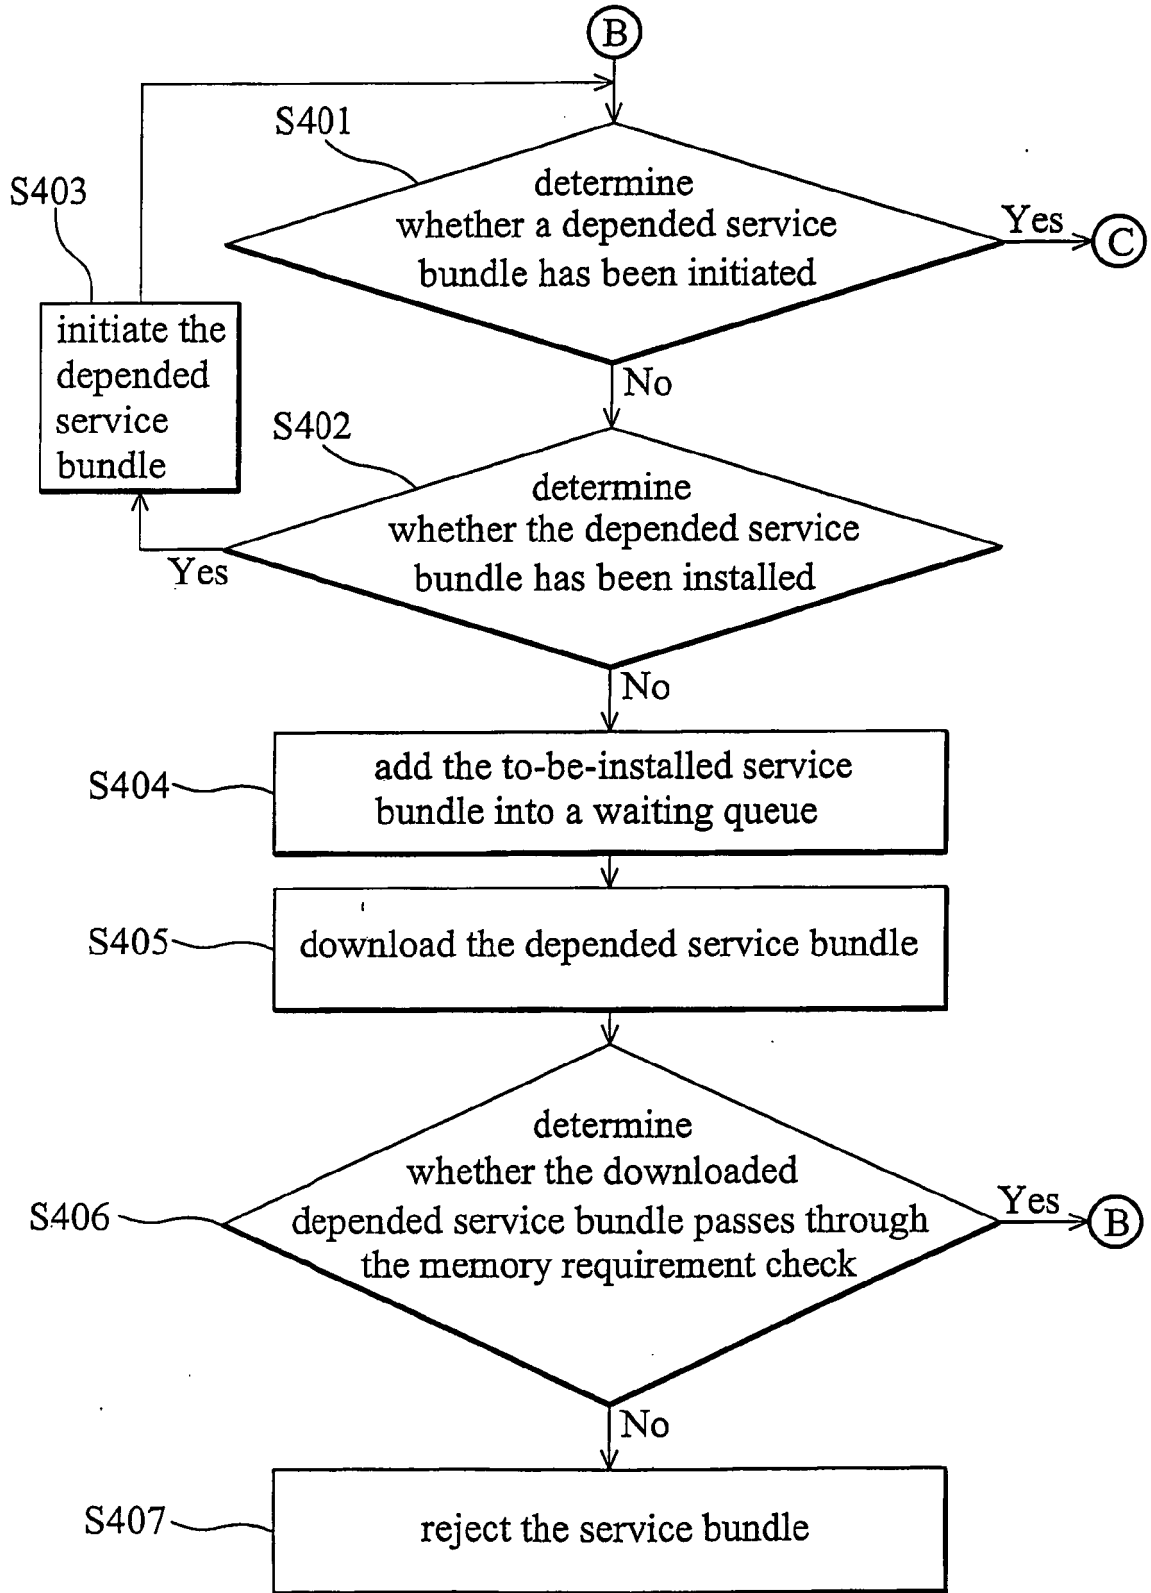 B
S401
determine
whether a depended service
bundle has been initiated
Yes
C
S403
initiate the
depended
service
bundle
No
S402
determine
whether the depended service
bundle has been installed
Yes
No
S404
add the to-be-installed service
bundle into a waiting queue
S405
download the depended service bundle
S406
determine
whether the downloaded
depended service bundle passes through
the memory requirement check
Yes
B
No
S407
reject the service bundle